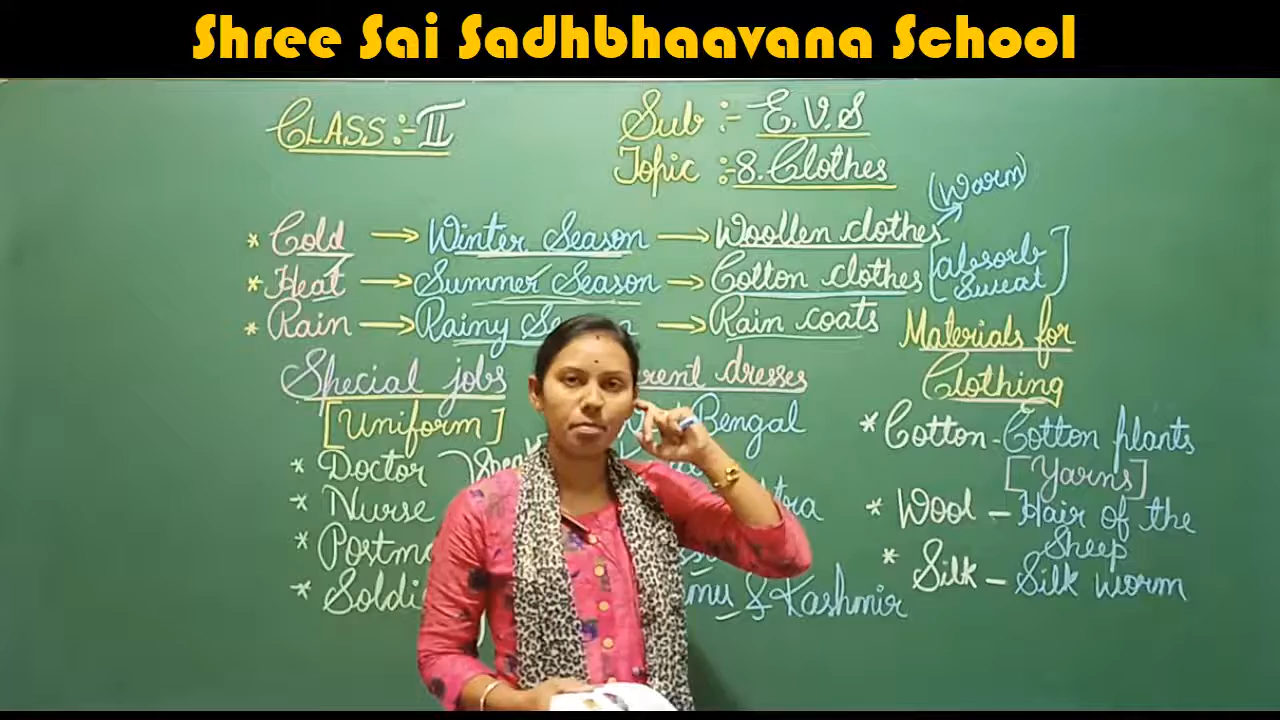 Shree Sai Sadhbhaavana School
CLASS :- II
Sub :- E.V.S
Topic :- 8. Clothes
* Cold → Winter Season → Woollen clothes
(Warm)
* Heat → Summer Season → Cotton clothes
[absorb
Sweat]
* Rain → Rainy → Rain coats
Special jobs
dresses
[Uniform]
Bengal
* Doctor
* Nurse
*
*
& Kashmir
Materials for
Clothing
* Cotton - Cotton plants
[Yarns]
* Wool - Hair of the
Sheep
* Silk - Silk worm